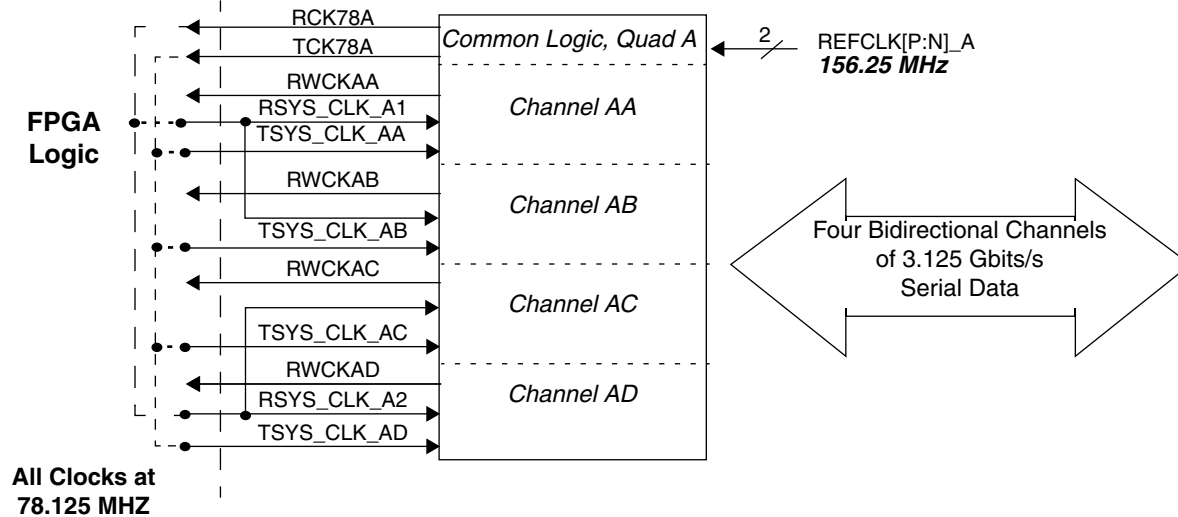 RCK78A
TCK78A
Common Logic, Quad A
2
REFCLK[P:N]_A
156.25 MHz
RWCKAA
RSYS_CLK_A1
Channel AA
FPGA
Logic
TSYS_CLK_AA
RWCKAB
Channel AB
TSYS_CLK_AB
RWCKAC
Channel AC
TSYS_CLK_AC
RWCKAD
Channel AD
RSYS_CLK_A2
TSYS_CLK_AD
Four Bidirectional Channels
of 3.125 Gbits/s
Serial Data
All Clocks at
78.125 MHZ